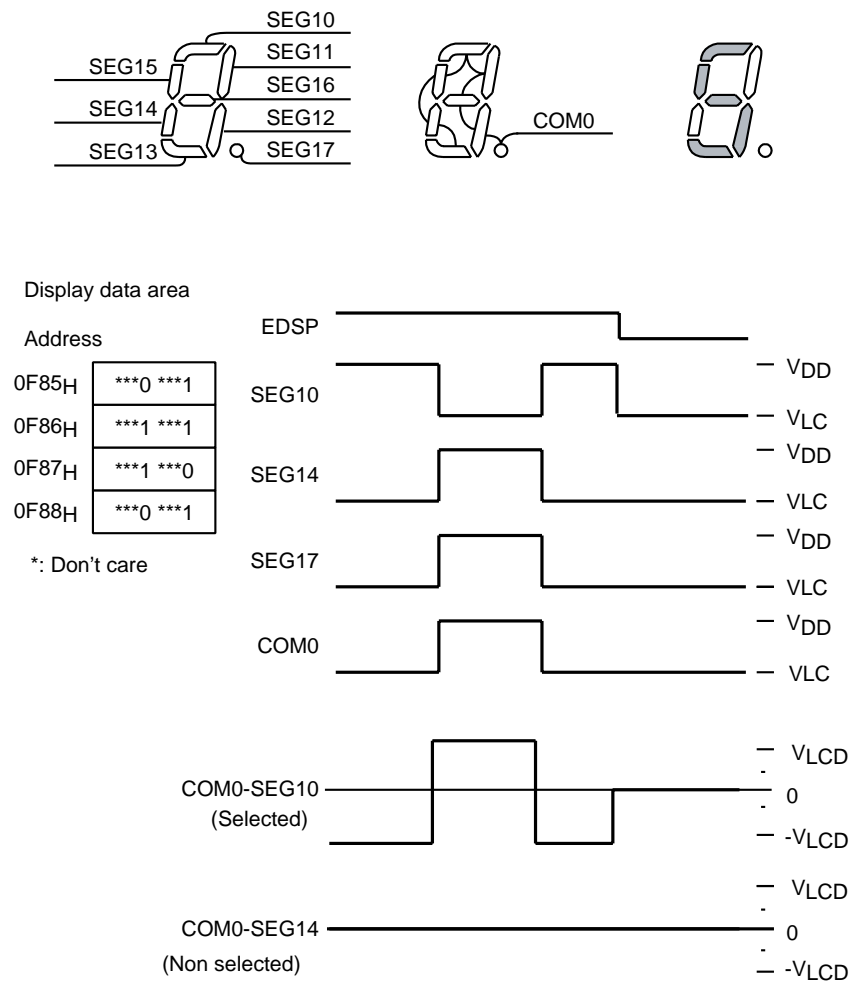 SEG10
SEG11
SEG15
SEG16
SEG14
SEG12
COM0
SEG13
SEG17
Display data area
Address
EDSP
0F85H ***0 ***1
0F86H ***1 ***1
0F87H ***1 ***0
0F88H ***0 ***1
*: Don't care
SEG10
VDD
VLC
SEG14
VDD
VLC
SEG17
VDD
VLC
COM0
VDD
VLC
COM0-SEG10
(Selected)
VLCD
0
-VLCD
COM0-SEG14
(Non selected)
VLCD
0
-VLCD